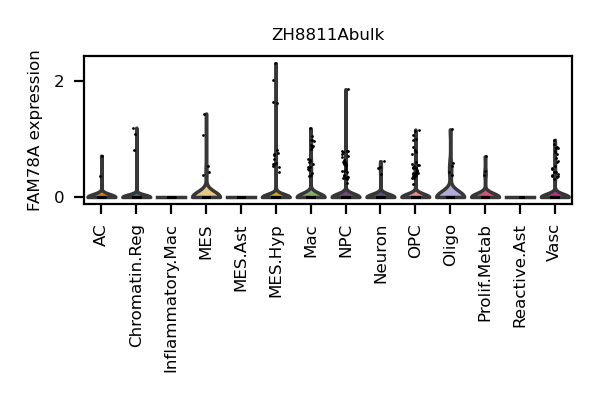 ZH8811Abulk
FAM78A expression
2
0
AC
Chromatin.Reg
Inflammatory.Mac
MES
MES.Ast
MES.Hyp
Mac
NPC
Neuron
OPC
Oligo
Prolif.Metab
Reactive.Ast
Vasc